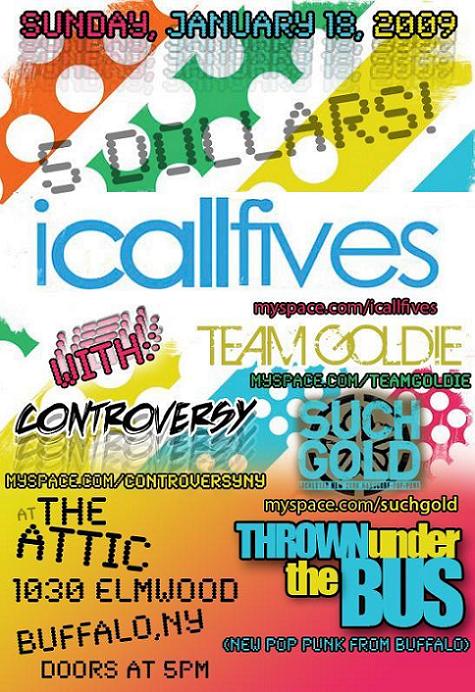 SUNDAY, JANUARY 18, 2009
5 DOLLARS!
icallfives
myspace.com/icallfives
WITH:
TEAM GOLDIE
MYSPACE.COM/TEAMGOLDIE
CONTROVERSY
MYSPACE.COM/CONTROVERSYNY
SUCH
GOLD
myspace.com/suchgold
AT THE
ATTIC
1030 ELMWOOD
BUFFALO, NY
DOORS AT 5PM
THROWN under
the BUS
(NEW POP PUNK FROM BUFFALO)